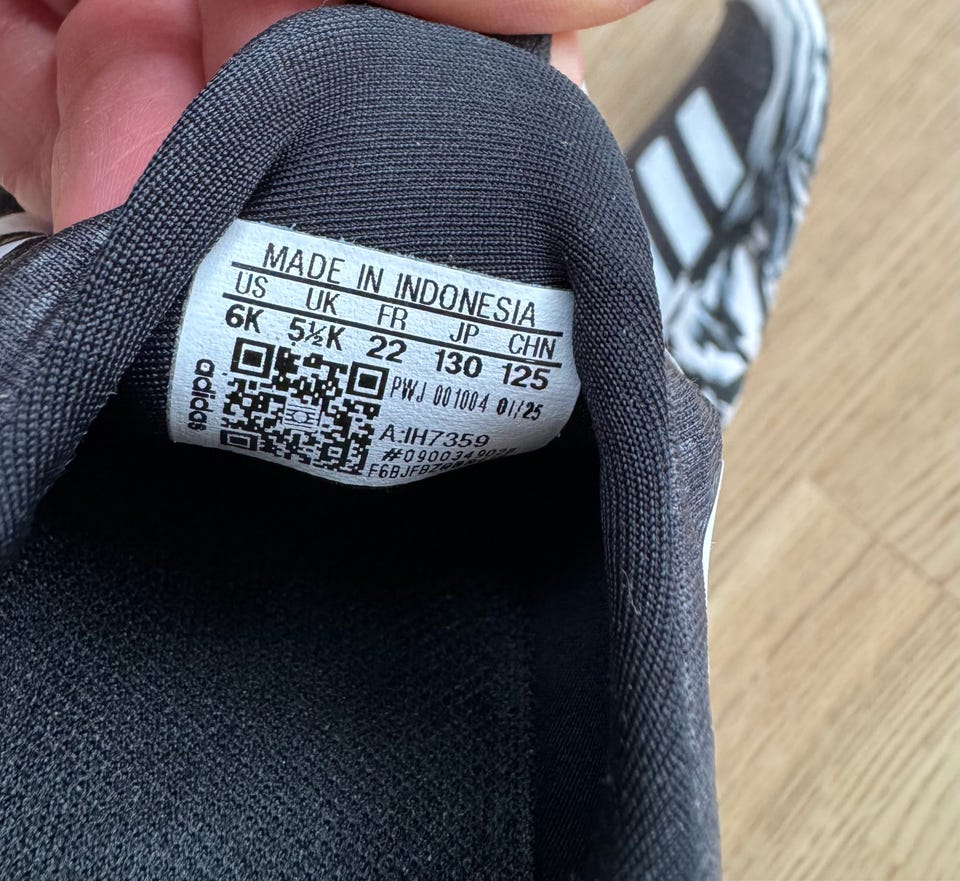 MADE IN INDONESIA
US UK FR JP CHN
6K 5½K 22 130 125
PWJ 001004 01/25
A:IH7359
adidas